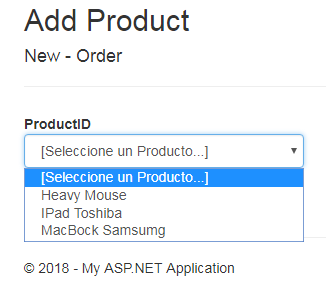 Add Product
New - Order
ProductID
[Seleccione un Producto...]
[Seleccione un Producto...]
Heavy Mouse
IPad Toshiba
MacBock Samsumg
© 2018 - My ASP.NET Application